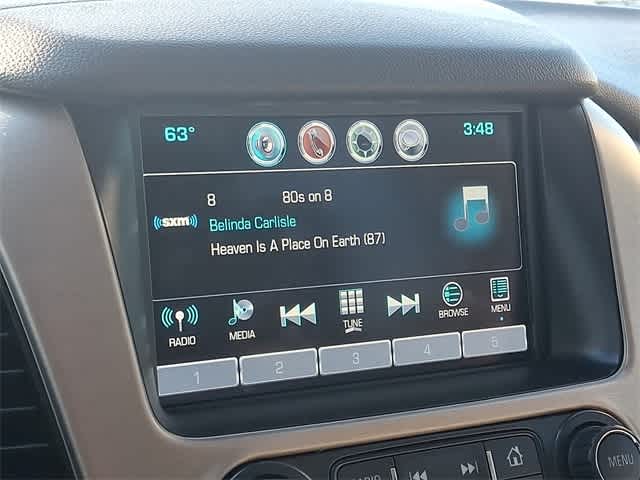 63° 3:48
8 80s on 8
((sxm)) Belinda Carlisle
Heaven Is A Place On Earth (87)
RADIO MEDIA TUNE BROWSE MENU
1 2 3 4 5
RADIO MENU